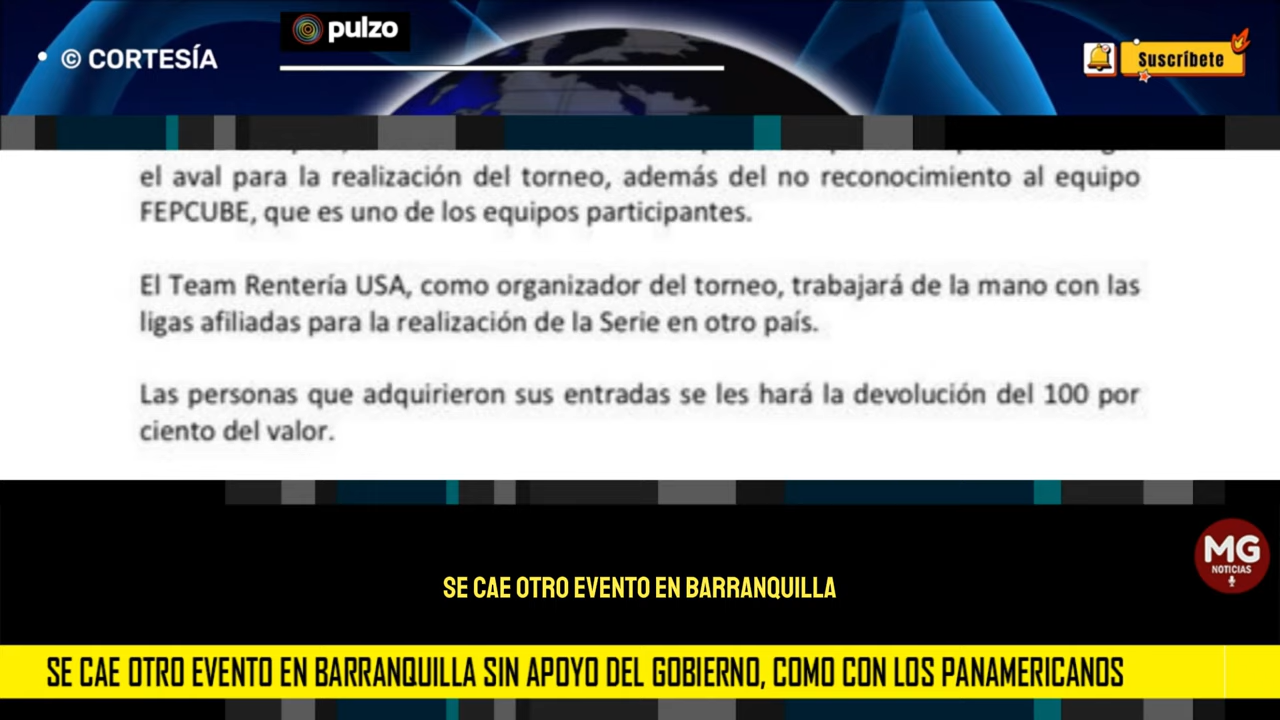 pulzo
© CORTESÍA
Suscríbete
el aval para la realización del torneo, además del no reconocimiento al equipo
FEPCUBE, que es uno de los equipos participantes.
El Team Rentería USA, como organizador del torneo, trabajará de la mano con las
ligas afiliadas para la realización de la Serie en otro país.
Las personas que adquirieron sus entradas se les hará la devolución del 100 por
ciento del valor.
MG
NOTICIAS
SE CAE OTRO EVENTO EN BARRANQUILLA
SE CAE OTRO EVENTO EN BARRANQUILLA SIN APOYO DEL GOBIERNO, COMO CON LOS PANAMERICANOS